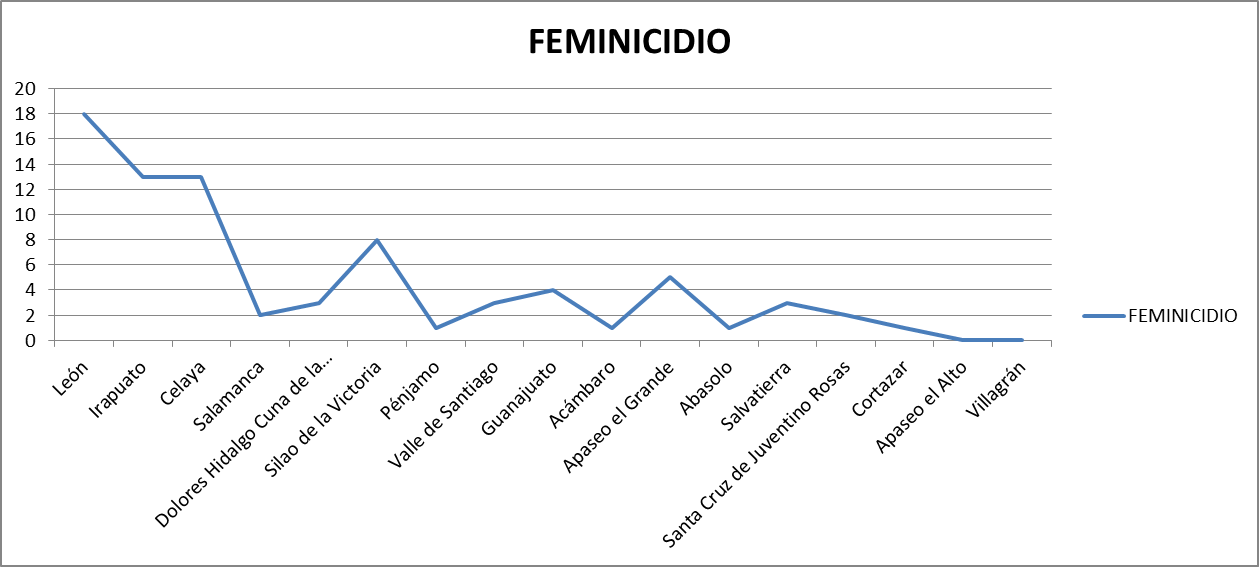 FEMINICIDIO
20
18
16
14
12
10
8
6
4
2
0
León
Irapuato
Celaya
Salamanca
Dolores Hidalgo Cuna de la...
Silao de la Victoria
Pénjamo
Valle de Santiago
Guanajuato
Acámbaro
Apaseo el Grande
Abasolo
Salvatierra
Santa Cruz de Juventino Rosas
Cortazar
Apaseo el Alto
Villagrán
FEMINICIDIO